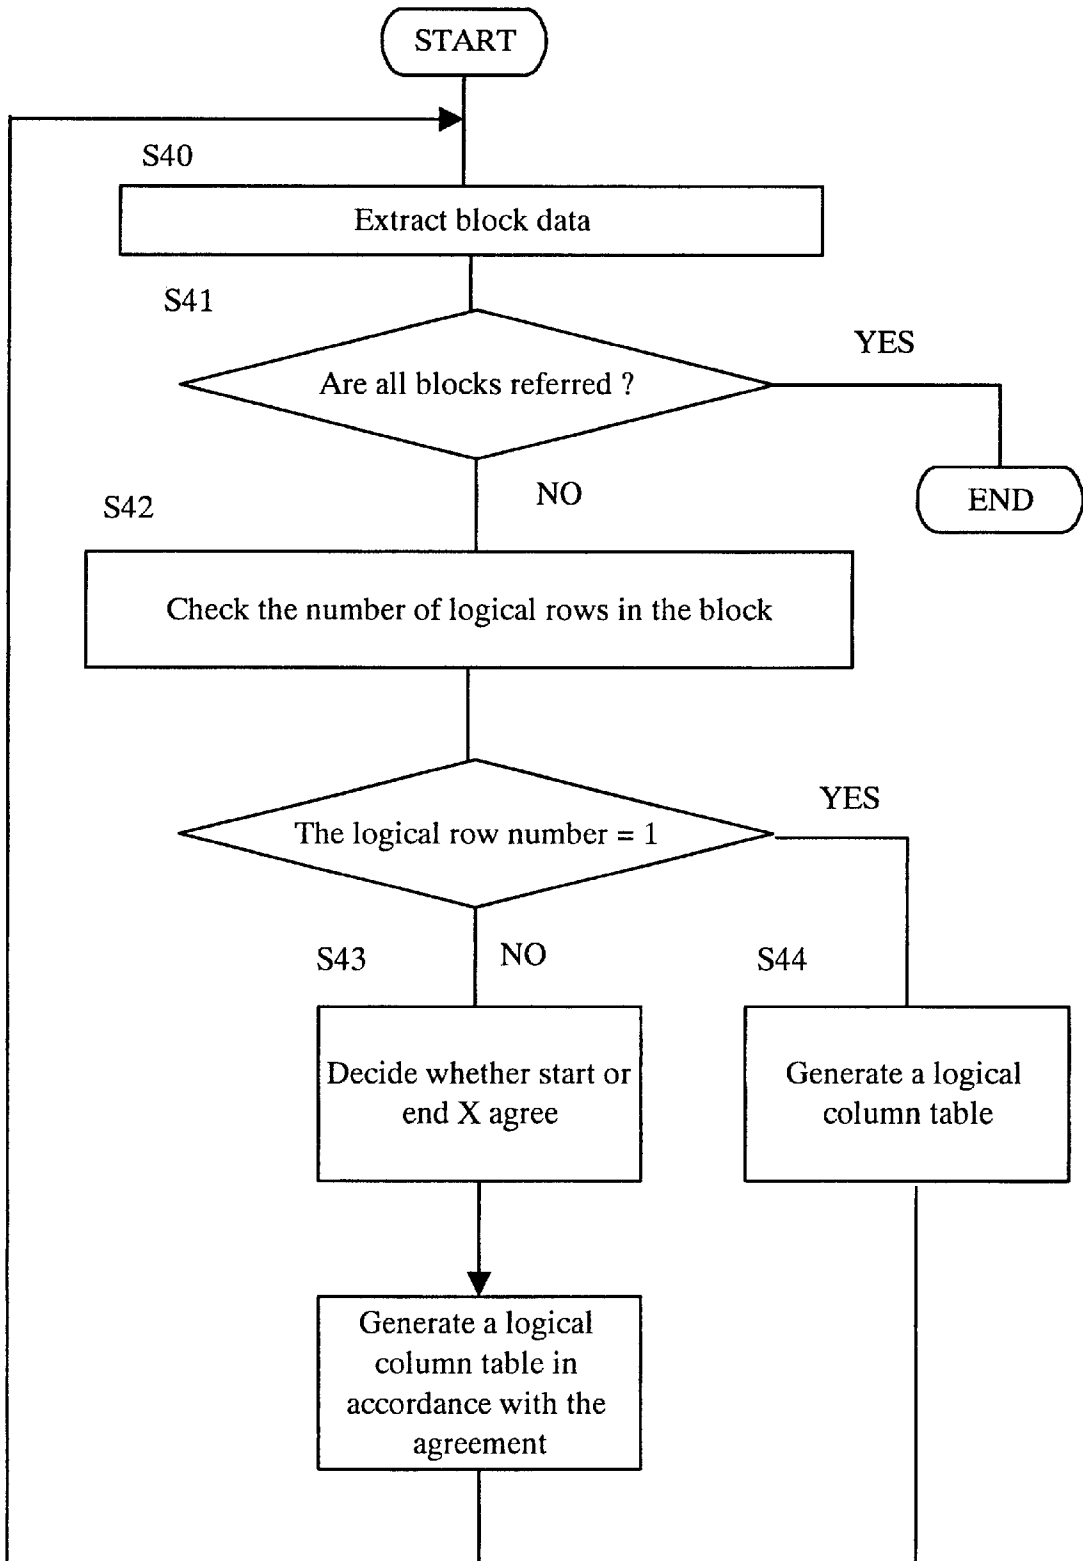 START
S40
Extract block data
S41
YES
Are all blocks referred ?
NO
END
S42
Check the number of logical rows in the block
YES
The logical row number = 1
S43
NO
S44
Decide whether start or
end X agree
Generate a logical
column table
Generate a logical
column table in
accordance with the
agreement